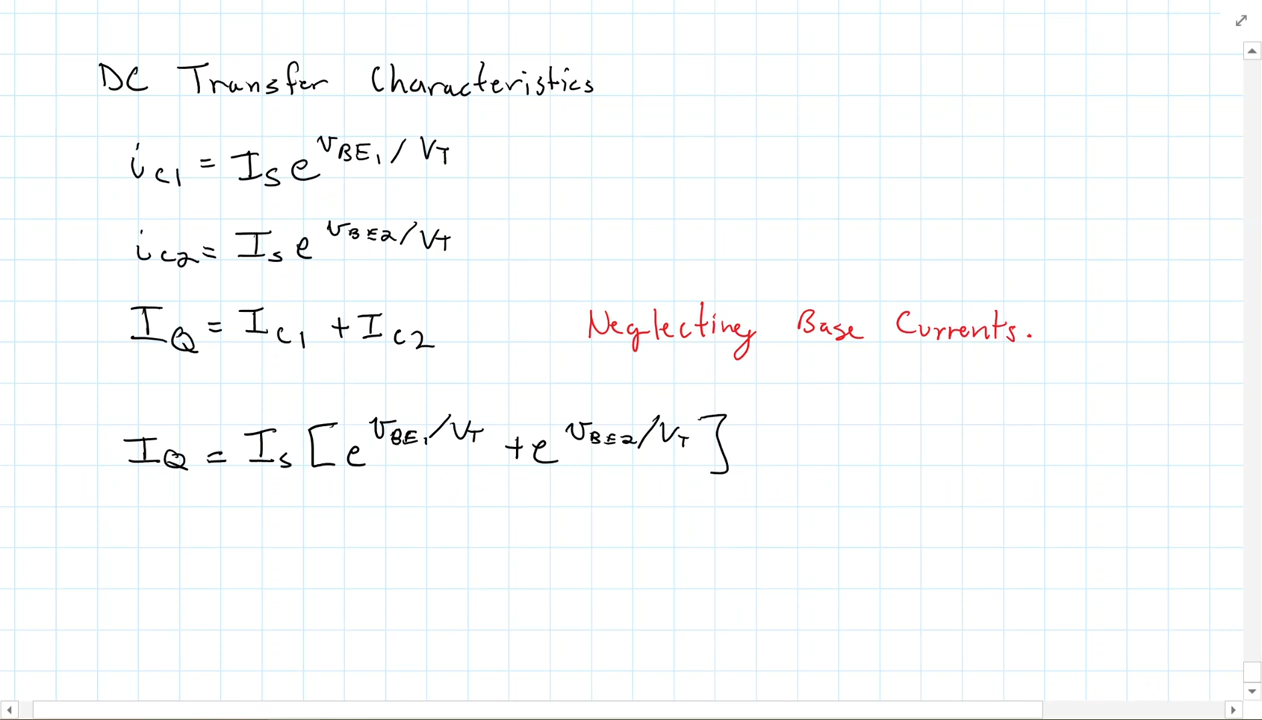 DC Transfer Characteristics
i_C1 = I_S e^(v_BE1 / V_T)
i_C2 = I_S e^(v_BE2 / V_T)
I_Q = I_C1 + I_C2 Neglecting Base Currents.
I_Q = I_S [ e^(v_BE1 / V_T) + e^(v_BE2 / V_T) ]